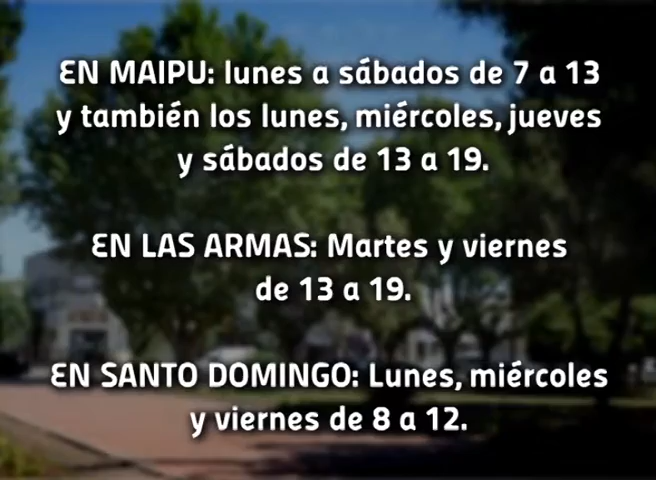 EN MAIPU: lunes a sábados de 7 a 13
y también los lunes, miércoles, jueves
y sábados de 13 a 19.
EN LAS ARMAS: Martes y viernes
de 13 a 19.
EN SANTO DOMINGO: Lunes, miércoles
y viernes de 8 a 12.